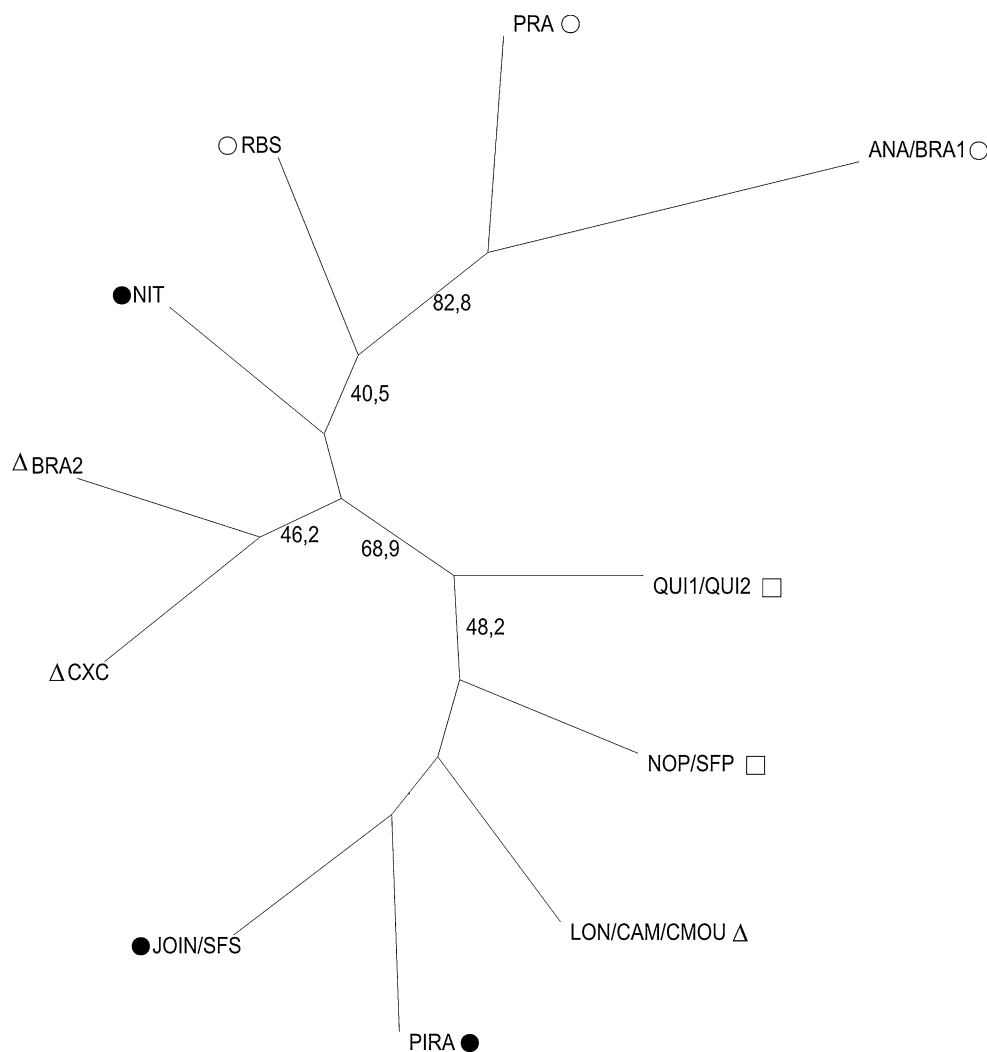 PRA
RBS
ANA/BRA1
NIT
82,8
40,5
BRA2
46,2
68,9
QUI1/QUI2
48,2
CXC
NOP/SFP
LON/CAM/CMOU
JOIN/SFS
PIRA